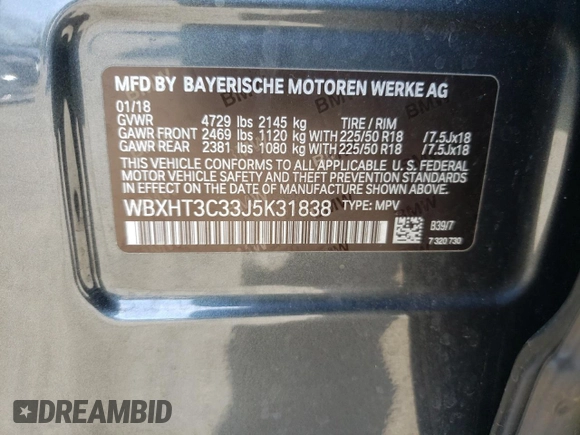 MFD BY BAYERISCHE MOTOREN WERKE AG
01/18
GVWR 4729 lbs 2145 kg TIRE / RIM
GAWR FRONT 2469 lbs 1120 kg WITH 225/50 R18 /7.5Jx18
GAWR REAR 2381 lbs 1080 kg WITH 225/50 R18 /7.5Jx18
THIS VEHICLE CONFORMS TO ALL APPLICABLE U. S. FEDERAL
MOTOR VEHICLE SAFETY AND THEFT PREVENTION STANDARDS
IN EFFECT ON THE DATE OF MANUFACTURE SHOWN ABOVE.
WBXHT3C33J5K31838 TYPE: MPV
B39/7
7 320 730
DREAMBID